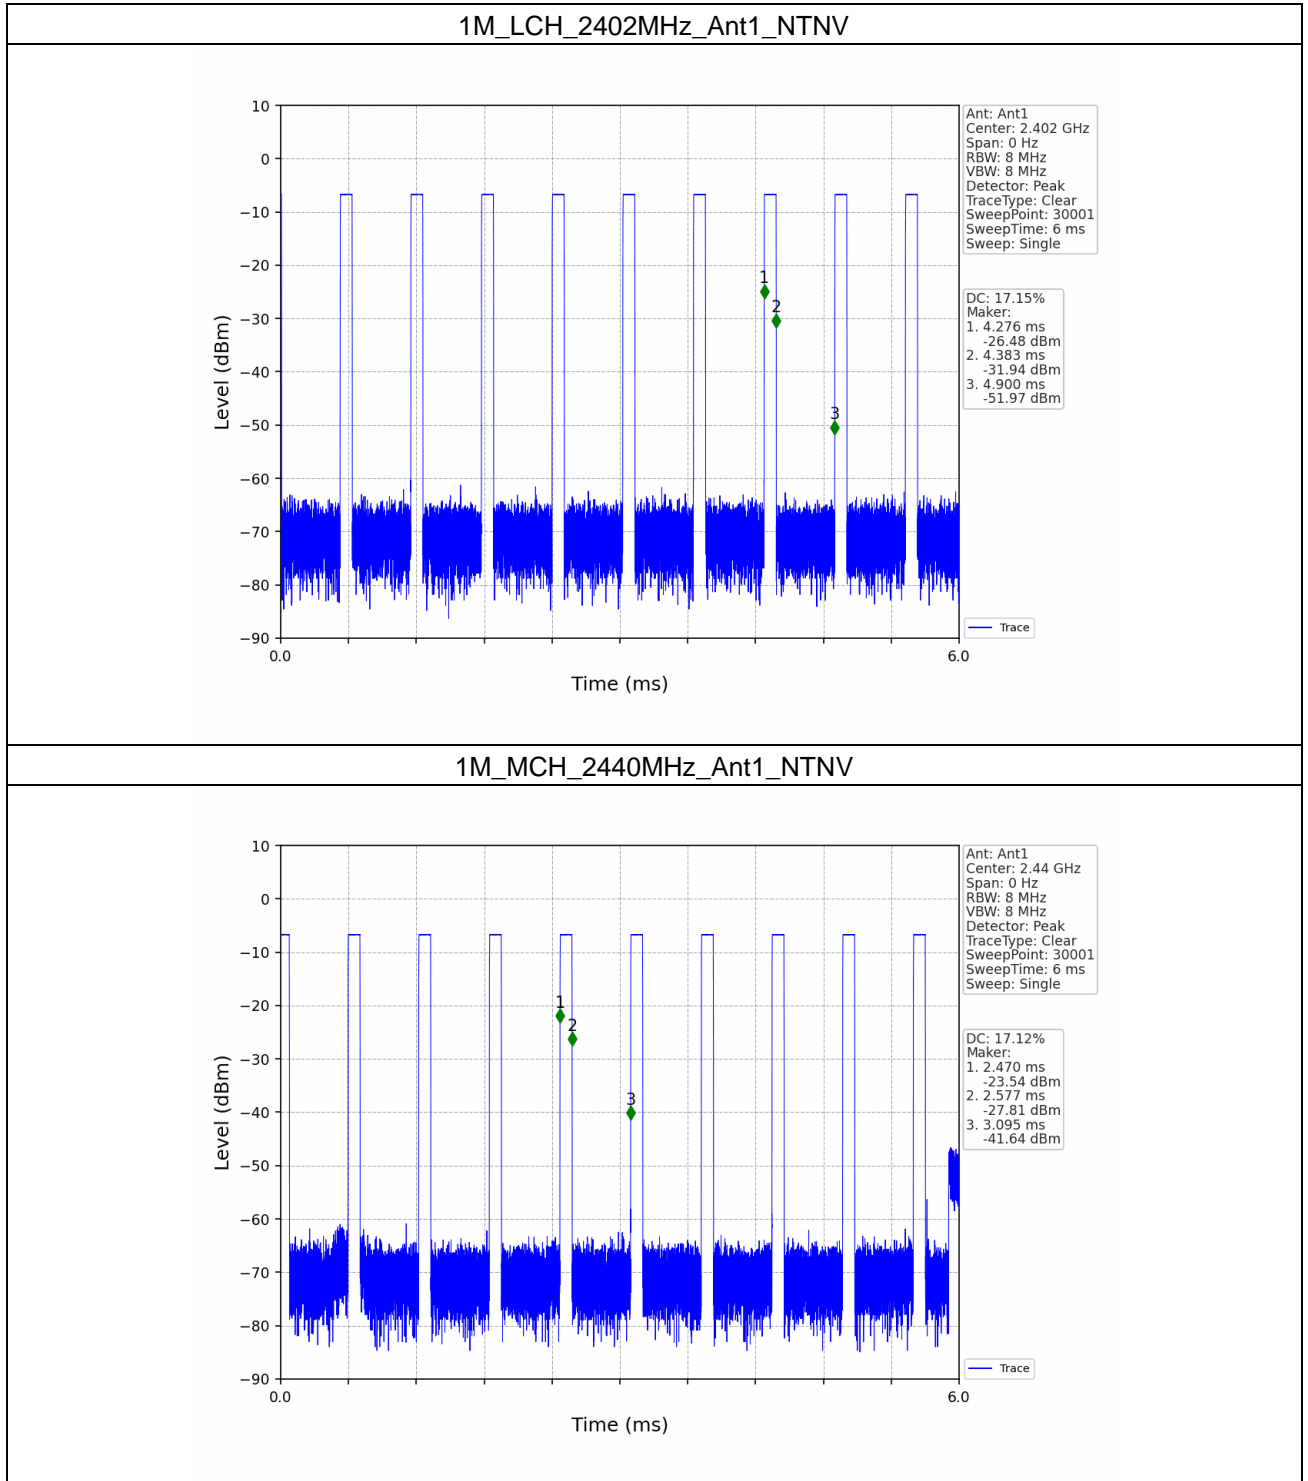 1M_LCH_2402MHz_Ant1_NTNV
10
0
−10
−20
−30
−40
−50
−60
−70
−80
−90
Level (dBm)
0.0
6.0
Time (ms)
1
2
3
Ant: Ant1
Center: 2.402 GHz
Span: 0 Hz
RBW: 8 MHz
VBW: 8 MHz
Detector: Peak
TraceType: Clear
SweepPoint: 30001
SweepTime: 6 ms
Sweep: Single
DC: 17.15%
Maker:
1. 4.276 ms
-26.48 dBm
2. 4.383 ms
-31.94 dBm
3. 4.900 ms
-51.97 dBm
Trace
1M_MCH_2440MHz_Ant1_NTNV
10
0
−10
−20
−30
−40
−50
−60
−70
−80
−90
Level (dBm)
0.0
6.0
Time (ms)
1
2
3
Ant: Ant1
Center: 2.44 GHz
Span: 0 Hz
RBW: 8 MHz
VBW: 8 MHz
Detector: Peak
TraceType: Clear
SweepPoint: 30001
SweepTime: 6 ms
Sweep: Single
DC: 17.12%
Maker:
1. 2.470 ms
-23.54 dBm
2. 2.577 ms
-27.81 dBm
3. 3.095 ms
-41.64 dBm
Trace